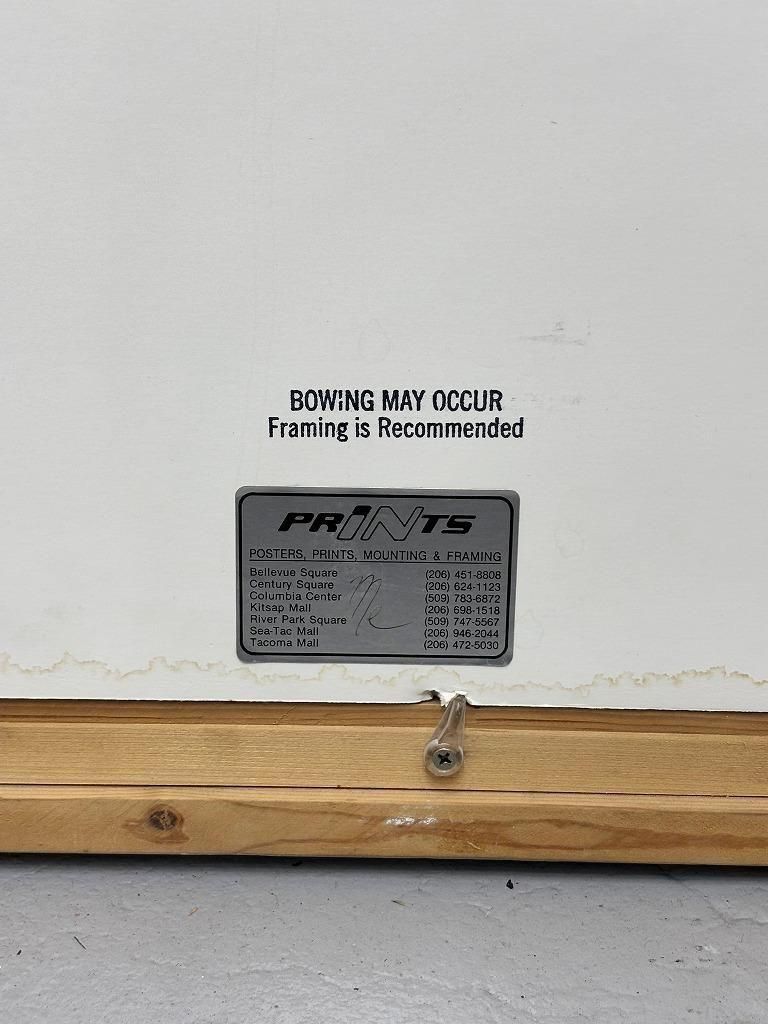 BOWING MAY OCCUR
Framing is Recommended
PRINTS
POSTERS, PRINTS, MOUNTING & FRAMING
Bellevue Square (206) 451-8808
Century Square (206) 624-1123
Columbia Center (509) 783-6872
Kitsap Mall (206) 698-1518
River Park Square (509) 747-5567
Sea-Tac Mall (206) 946-2044
Tacoma Mall (206) 472-5030